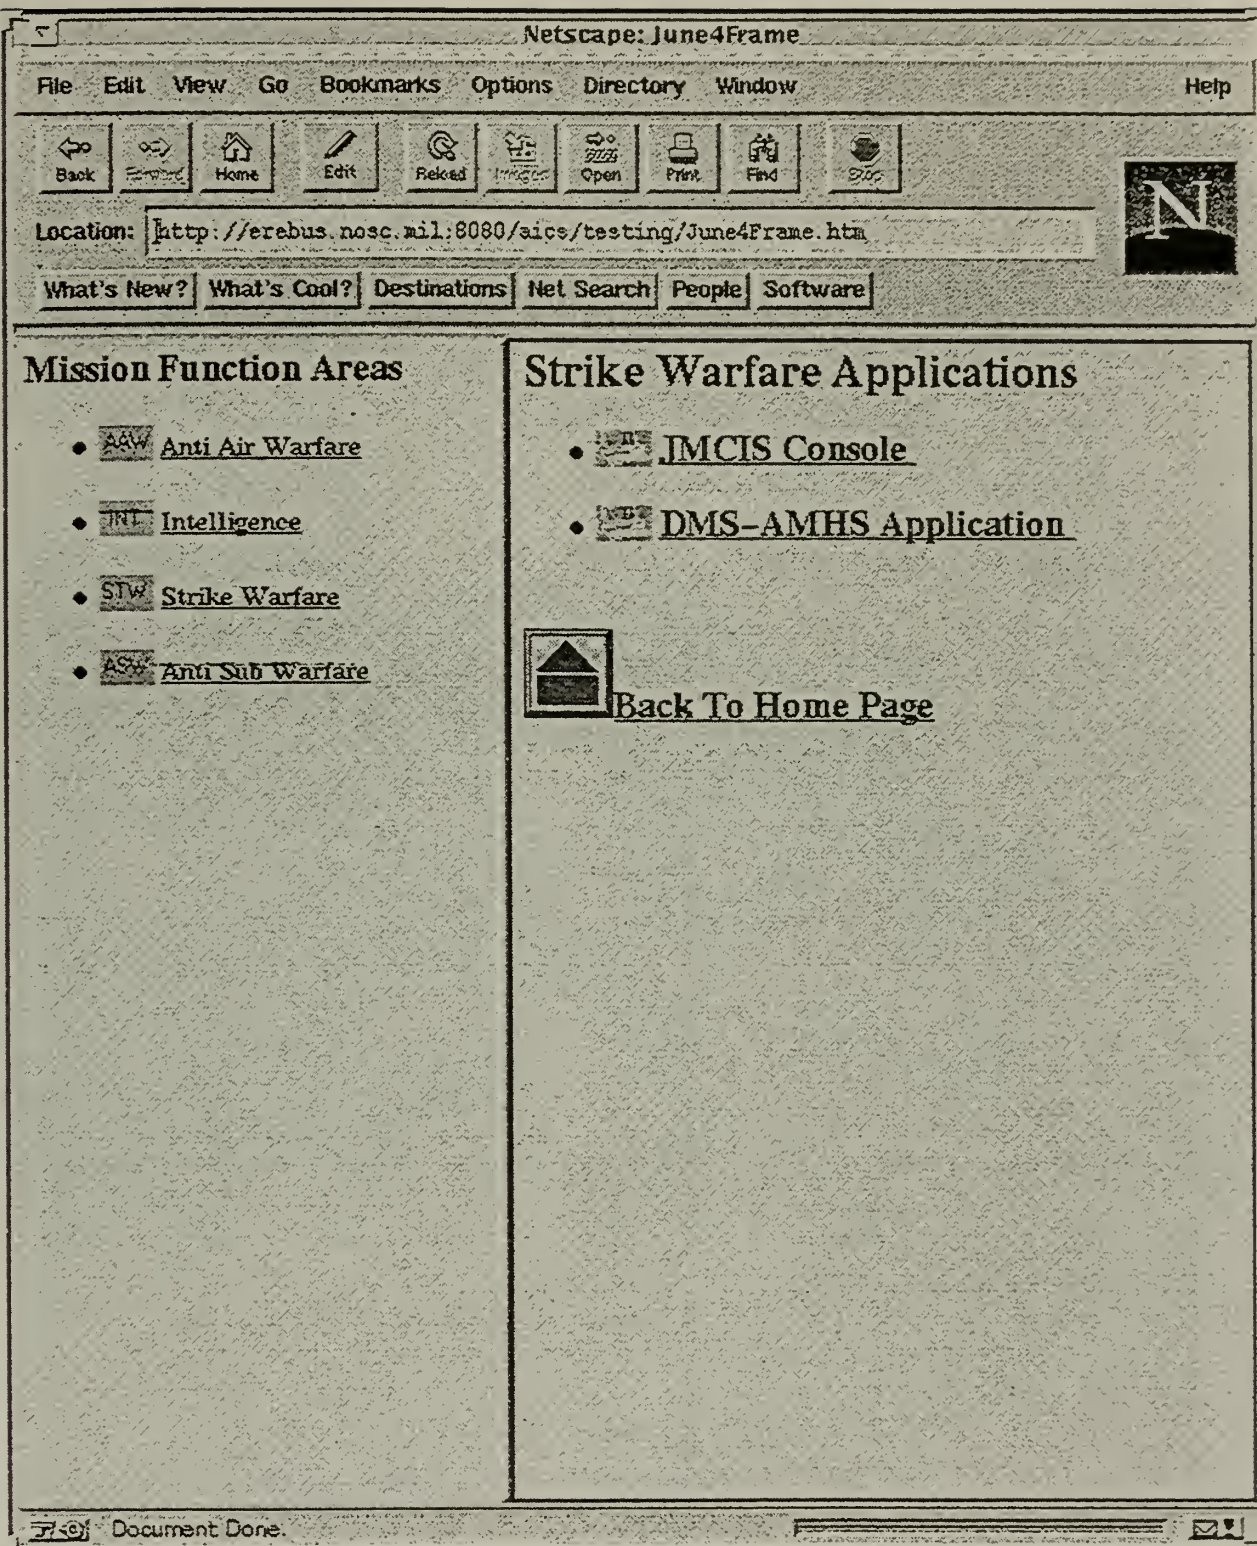 Netscape: June4Frame
File Edit View Go Bookmarks Options Directory Window Help
Back Forward Home Edit Reload Images Open Print Find Stop
N
Location: http://erebus.nosc.mil:8080/aics/testing/June4Frame.htm
What's New? What's Cool? Destinations Net Search People Software
Mission Function Areas
AAW Anti Air Warfare
INT Intelligence
STW Strike Warfare
ASW Anti Sub Warfare
Strike Warfare Applications
JMCIS Console
DMS-AMHS Application
Back To Home Page
Document: Done.